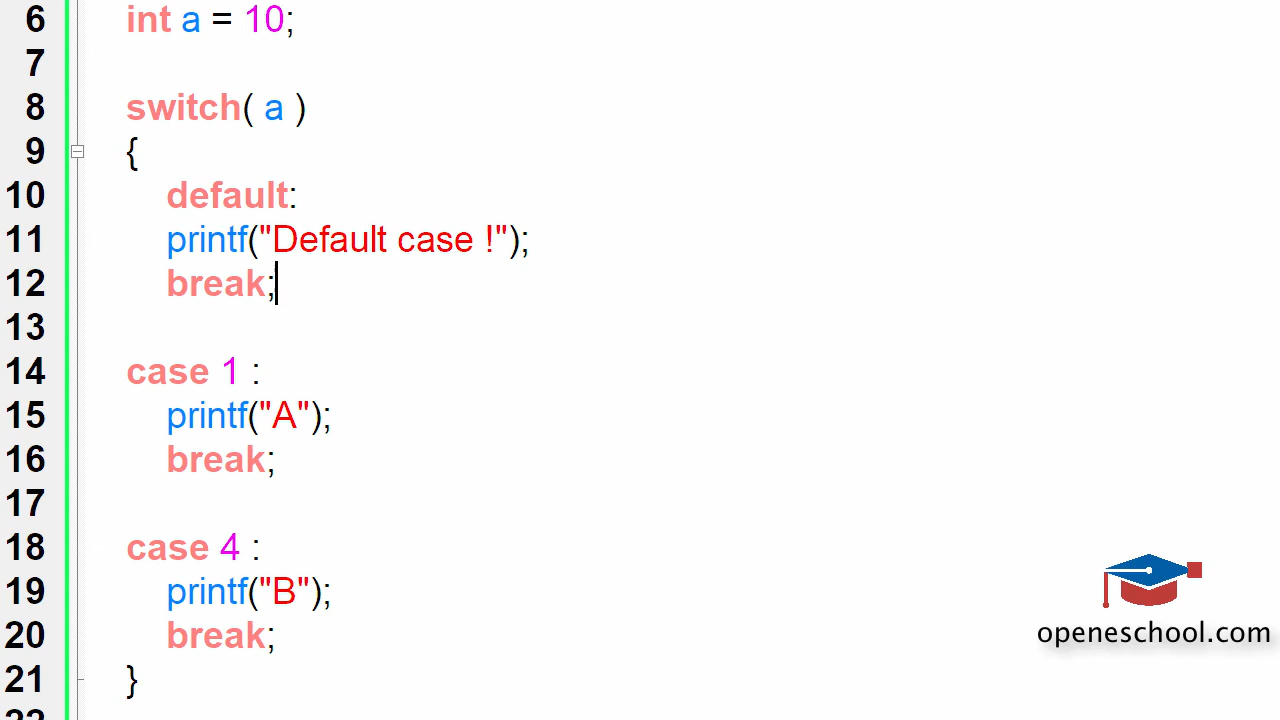 6 int a = 10;
7
8 switch( a )
9 {
10 default:
11 printf("Default case !");
12 break;
13
14 case 1 :
15 printf("A");
16 break;
17
18 case 4 :
19 printf("B");
20 break;
21 }
22
openeschool.com